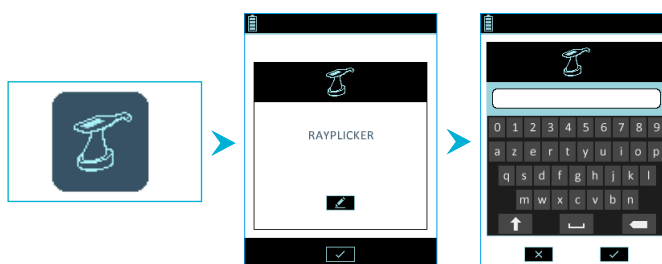 RAYPLICKER
0 1 2 3 4 5 6 7 8 9
a z e r t y u i o p
q s d f g h j k l
m w x c v b n